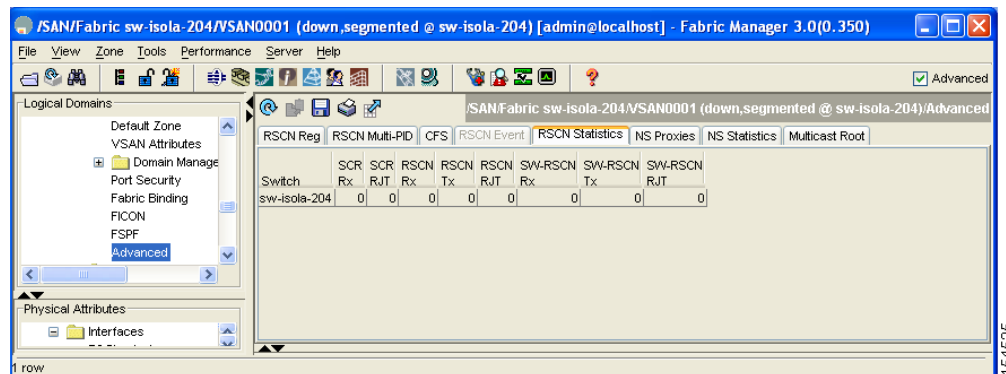 /SAN/Fabric sw-isola-204/VSAN0001 (down,segmented @ sw-isola-204) [admin@localhost] - Fabric Manager 3.0(0.350)
File View Zone Tools Performance Server Help
Advanced
Logical Domains
/SAN/Fabric sw-isola-204/VSAN0001 (down,segmented @ sw-isola-204)/Advanced
Default Zone
VSAN Attributes
Domain Manage
Port Security
Fabric Binding
FICON
FSPF
Advanced
RSCN Reg RSCN Multi-PID CFS RSCN Event RSCN Statistics NS Proxies NS Statistics Multicast Root
SCR SCR RSCN RSCN RSCN SW-RSCN SW-RSCN SW-RSCN
Switch Rx RJT Rx Tx RJT Rx Tx RJT
sw-isola-204 0 0 0 0 0 0 0 0
Physical Attributes
Interfaces
1 row